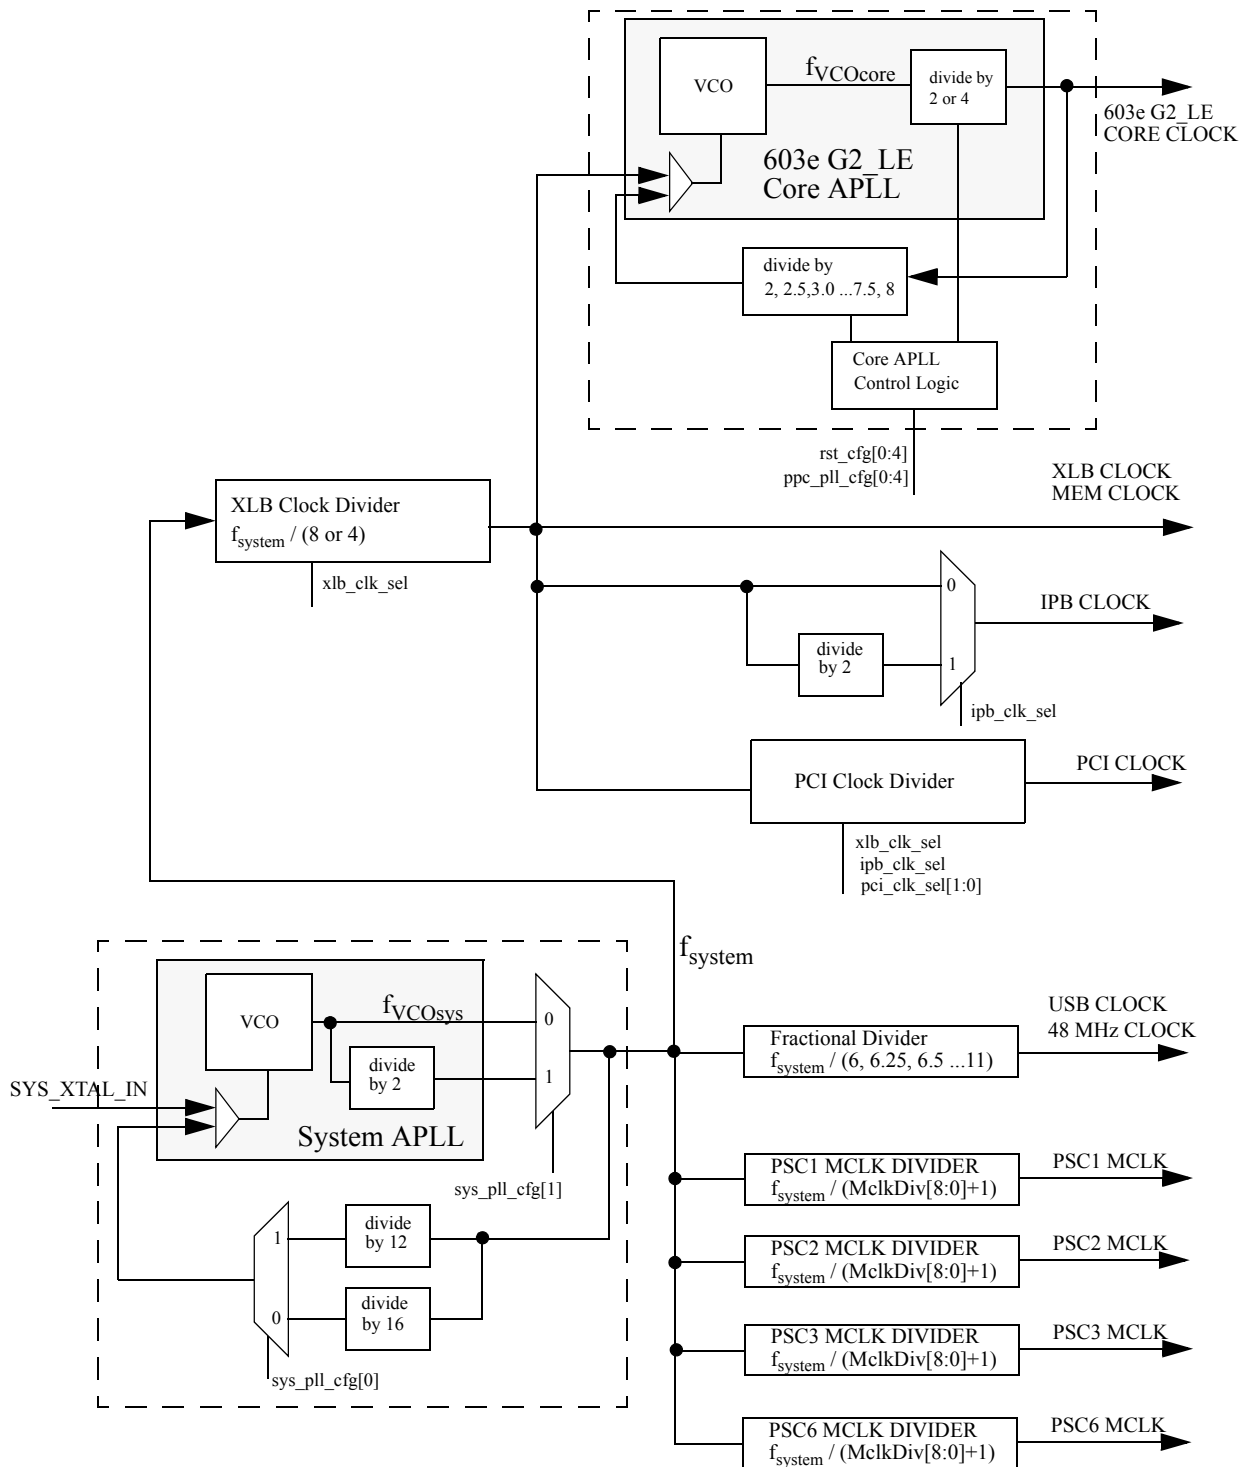 VCO
fVCOcore
divide by
2 or 4
603e G2_LE
CORE CLOCK
603e G2_LE
Core APLL
divide by
2, 2.5,3.0 ...7.5, 8
Core APLL
Control Logic
rst_cfg[0:4]
ppc_pll_cfg[0:4]
XLB CLOCK
MEM CLOCK
XLB Clock Divider
fsystem / (8 or 4)
xlb_clk_sel
0
IPB CLOCK
divide
by 2
1
ipb_clk_sel
PCI CLOCK
PCI Clock Divider
xlb_clk_sel
ipb_clk_sel
pci_clk_sel[1:0]
fsystem
VCO
fVCOsys
0
divide
by 2
1
SYS_XTAL_IN
System APLL
sys_pll_cfg[1]
USB CLOCK
48 MHz CLOCK
Fractional Divider
fsystem / (6, 6.25, 6.5 ...11)
PSC1 MCLK DIVIDER
fsystem / (MclkDiv[8:0]+1)
PSC1 MCLK
1
divide
by 12
PSC2 MCLK DIVIDER
fsystem / (MclkDiv[8:0]+1)
PSC2 MCLK
0
divide
by 16
sys_pll_cfg[0]
PSC3 MCLK DIVIDER
fsystem / (MclkDiv[8:0]+1)
PSC3 MCLK
PSC6 MCLK DIVIDER
fsystem / (MclkDiv[8:0]+1)
PSC6 MCLK